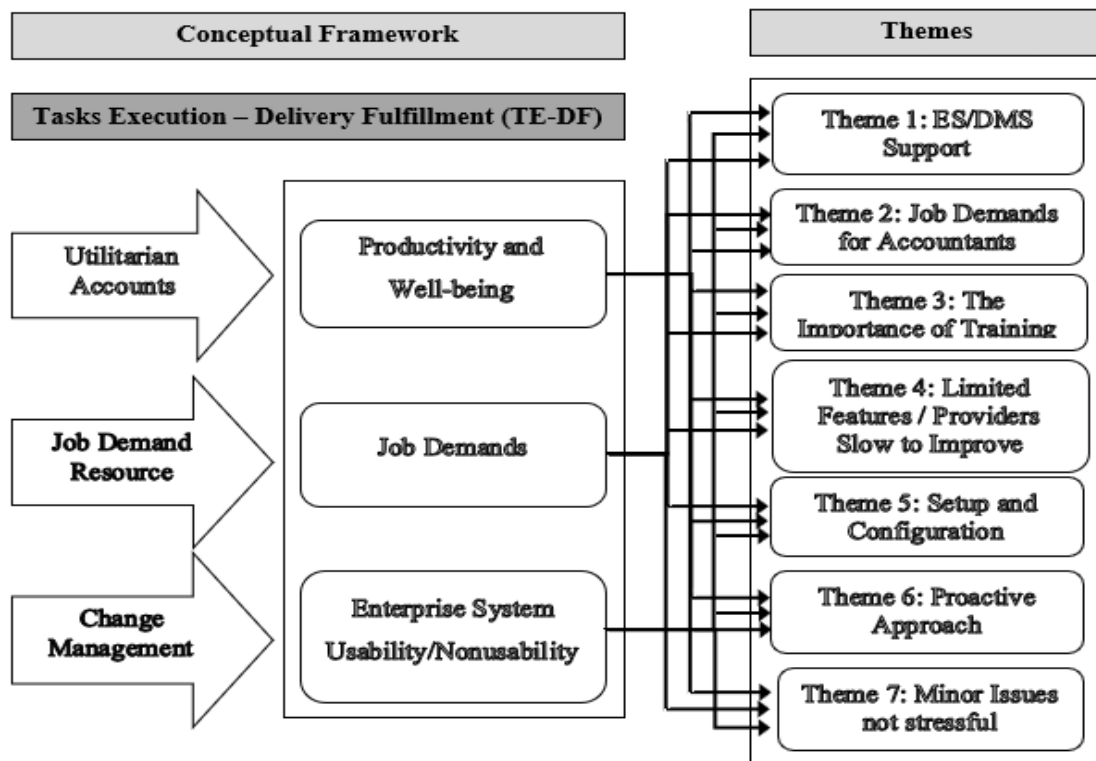 Conceptual Framework
Tasks Execution – Delivery Fulfillment (TE-DF)
Utilitarian
Accounts
Job Demand
Resource
Change
Management
Productivity and
Well-being
Job Demands
Enterprise System
Usability/Nonusability
Themes
Theme 1: ES/DMS
Support
Theme 2: Job Demands
for Accountants
Theme 3: The
Importance of Training
Theme 4: Limited
Features / Providers
Slow to Improve
Theme 5: Setup and
Configuration
Theme 6: Proactive
Approach
Theme 7: Minor Issues
not stressful